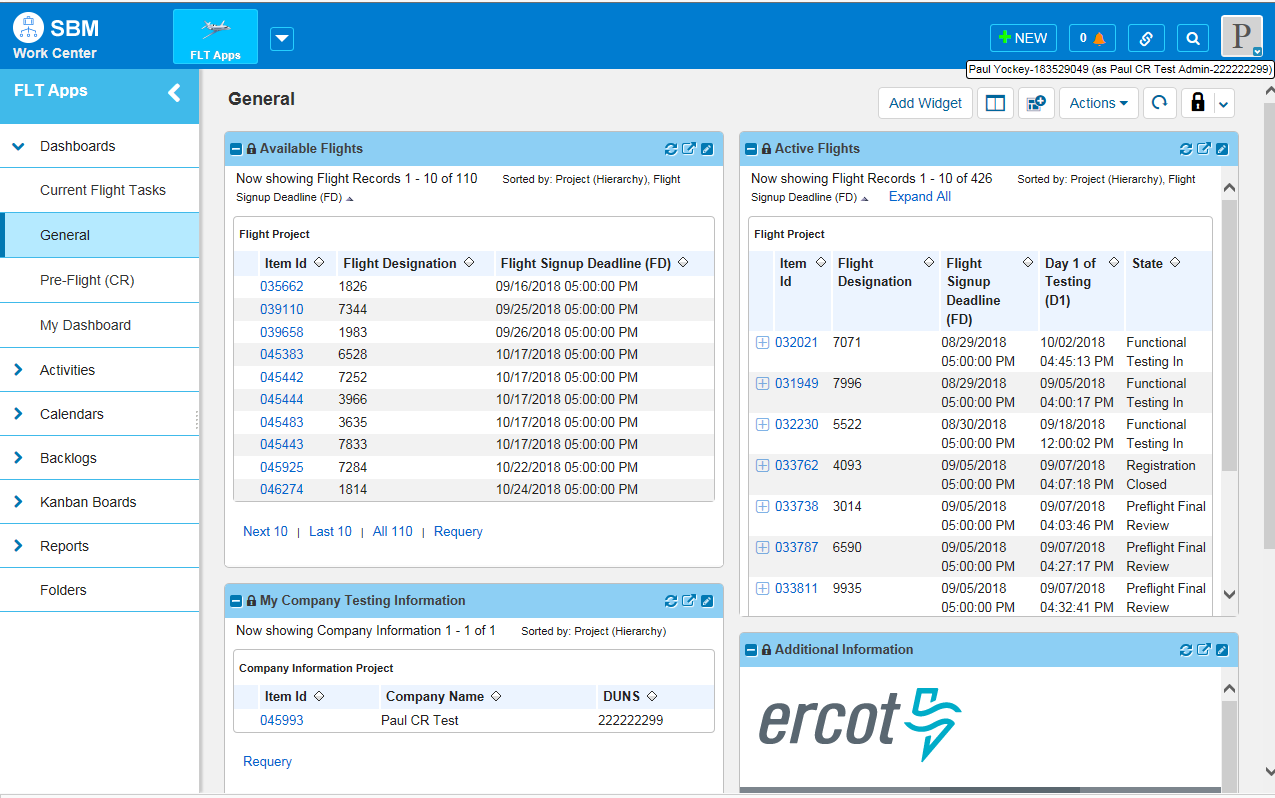 SBM
Work Center
FLT Apps
NEW
0
P
Paul Yockey-183529049 (as Paul CR Test Admin-222222299)
FLT Apps
Dashboards
Current Flight Tasks
General
Pre-Flight (CR)
My Dashboard
Activities
Calendars
Backlogs
Kanban Boards
Reports
Folders
General
Add Widget
Actions
Available Flights
Now showing Flight Records 1 - 10 of 110 Sorted by: Project (Hierarchy), Flight
Signup Deadline (FD)
Flight Project
Item Id Flight Designation Flight Signup Deadline (FD)
035662 1826 09/16/2018 05:00:00 PM
039110 7344 09/25/2018 05:00:00 PM
039658 1983 09/26/2018 05:00:00 PM
045383 6528 10/17/2018 05:00:00 PM
045442 7252 10/17/2018 05:00:00 PM
045444 3966 10/17/2018 05:00:00 PM
045483 3635 10/17/2018 05:00:00 PM
045443 7833 10/17/2018 05:00:00 PM
045925 7284 10/22/2018 05:00:00 PM
046274 1814 10/24/2018 05:00:00 PM
Next 10 | Last 10 | All 110 | Requery
My Company Testing Information
Now showing Company Information 1 - 1 of 1 Sorted by: Project (Hierarchy)
Company Information Project
Item Id Company Name DUNS
045993 Paul CR Test 222222299
Requery
Active Flights
Now showing Flight Records 1 - 10 of 426 Sorted by: Project (Hierarchy), Flight
Signup Deadline (FD) Expand All
Flight Project
Item Flight Flight Day 1 of State
Id Designation Signup Testing
Deadline (D1)
(FD)
032021 7071 08/29/2018 10/02/2018 Functional
05:00:00 PM 04:45:13 PM Testing In
031949 7996 08/29/2018 09/05/2018 Functional
05:00:00 PM 04:00:17 PM Testing In
032230 5522 08/30/2018 09/18/2018 Functional
05:00:00 PM 12:00:02 PM Testing In
033762 4093 09/05/2018 09/07/2018 Registration
05:00:00 PM 04:07:18 PM Closed
033738 3014 09/05/2018 09/07/2018 Preflight Final
05:00:00 PM 04:03:46 PM Review
033787 6590 09/05/2018 09/07/2018 Preflight Final
05:00:00 PM 04:27:17 PM Review
033811 9935 09/05/2018 09/07/2018 Preflight Final
05:00:00 PM 04:32:41 PM Review
Additional Information
ercot